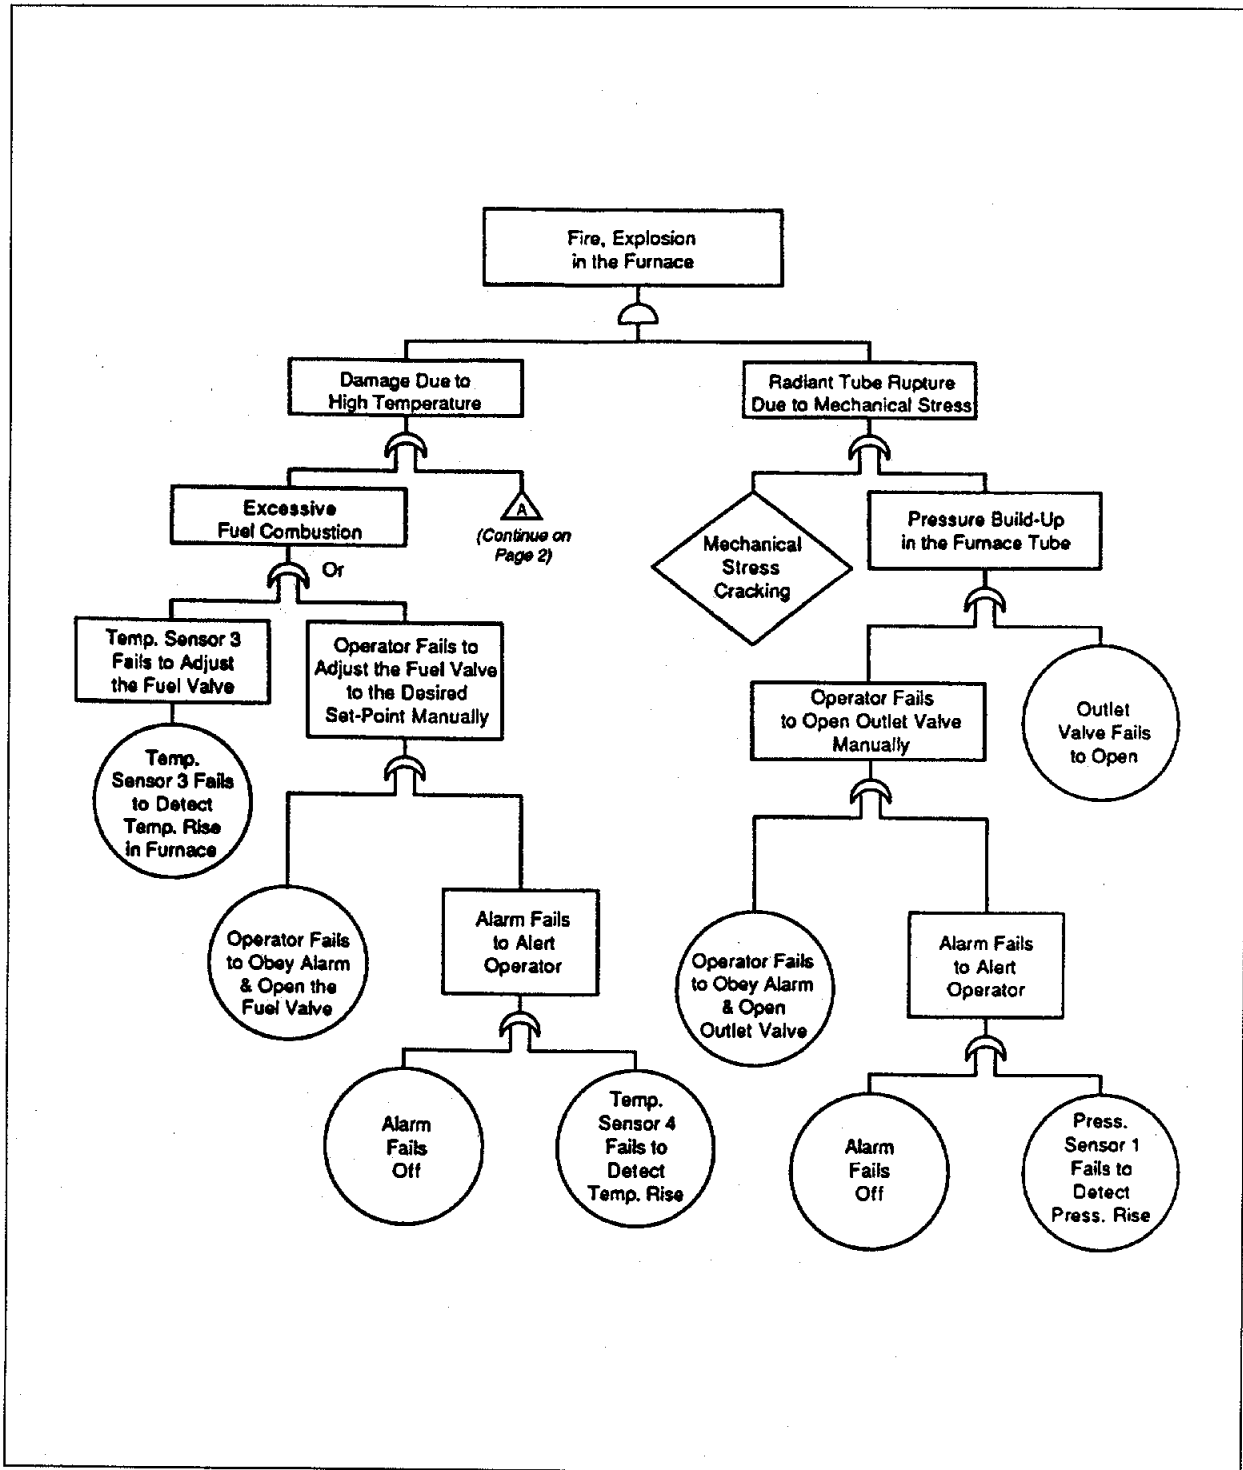 Fire, Explosion
in the Furnace
Damage Due to
High Temperature
Radiant Tube Rupture
Due to Mechanical Stress
Excessive
Fuel Combustion
A
(Continue on
Page 2)
Mechanical
Stress
Cracking
Pressure Build-Up
in the Furnace Tube
Or
Temp. Sensor 3
Fails to Adjust
the Fuel Valve
Operator Fails to
Adjust the Fuel Valve
to the Desired
Set-Point Manually
Operator Fails
to Open Outlet Valve
Manually
Outlet
Valve Fails
to Open
Temp.
Sensor 3 Fails
to Detect
Temp. Rise
in Furnace
Operator Fails
to Obey Alarm
& Open the
Fuel Valve
Alarm Fails
to Alert
Operator
Operator Fails
to Obey Alarm
& Open
Outlet Valve
Alarm Fails
to Alert
Operator
Alarm
Fails
Off
Temp.
Sensor 4
Fails to
Detect
Temp. Rise
Alarm
Fails
Off
Press.
Sensor 1
Fails to
Detect
Press. Rise